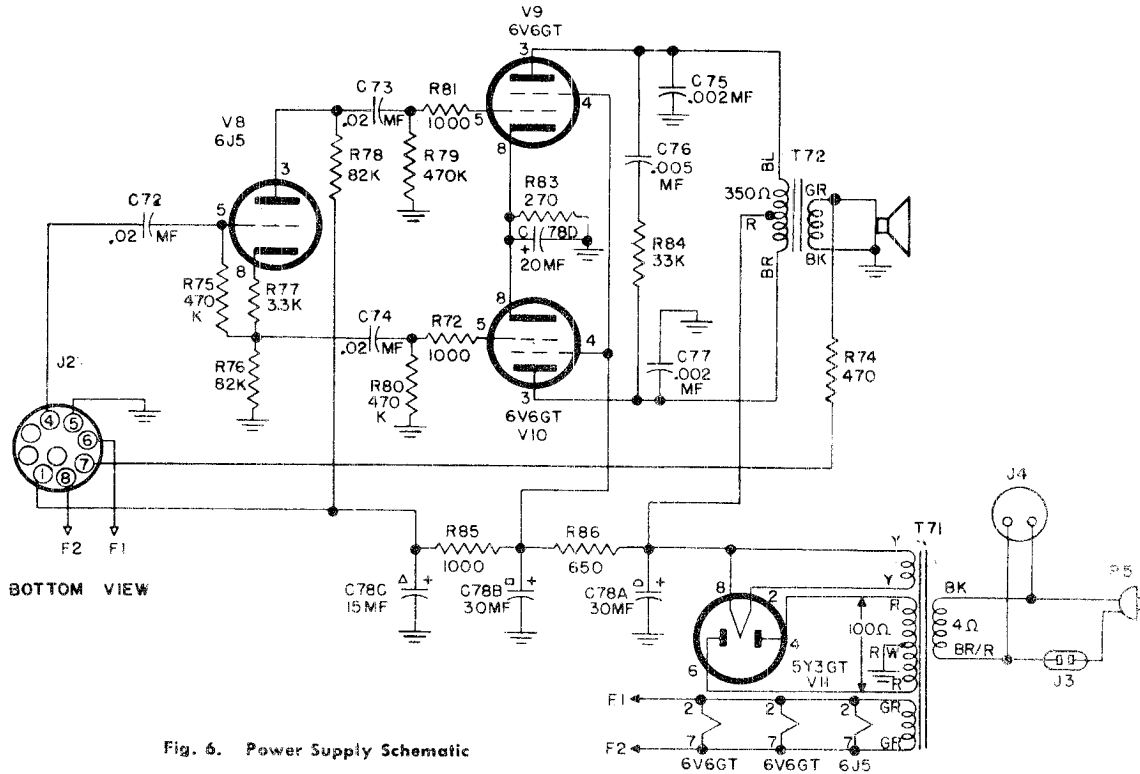 V9
6V6GT
3
4
5
8
C73
.02 MF
R81
1000
R78
82K
R79
470K
V8
6J5
3
5
8
C72
.02 MF
R75
470
K
R77
3.3K
R76
82K
C74
.02 MF
R72
1000
R80
470
K
R83
270
C 78D
+
20MF
8
5
4
3
6V6GT
V10
C75
.002MF
C76
.005
MF
R84
33K
C77
.002
MF
T72
350Ω
BL
R
BR
GR
BK
R74
470
J2
4
5
6
7
8
1
F2
F1
BOTTOM VIEW
R85
1000
R86
650
C78C
15MF
+
C78B
30MF
+
C78A
30MF
+
8
2
4
6
5Y3GT
V11
100Ω
T71
Y
Y
R
R W
R
GR
GR
4Ω
BK
BR/R
J4
J3
P5
F1
F2
2
7
6V6GT
2
7
6V6GT
2
7
6J5
Fig. 6. Power Supply Schematic